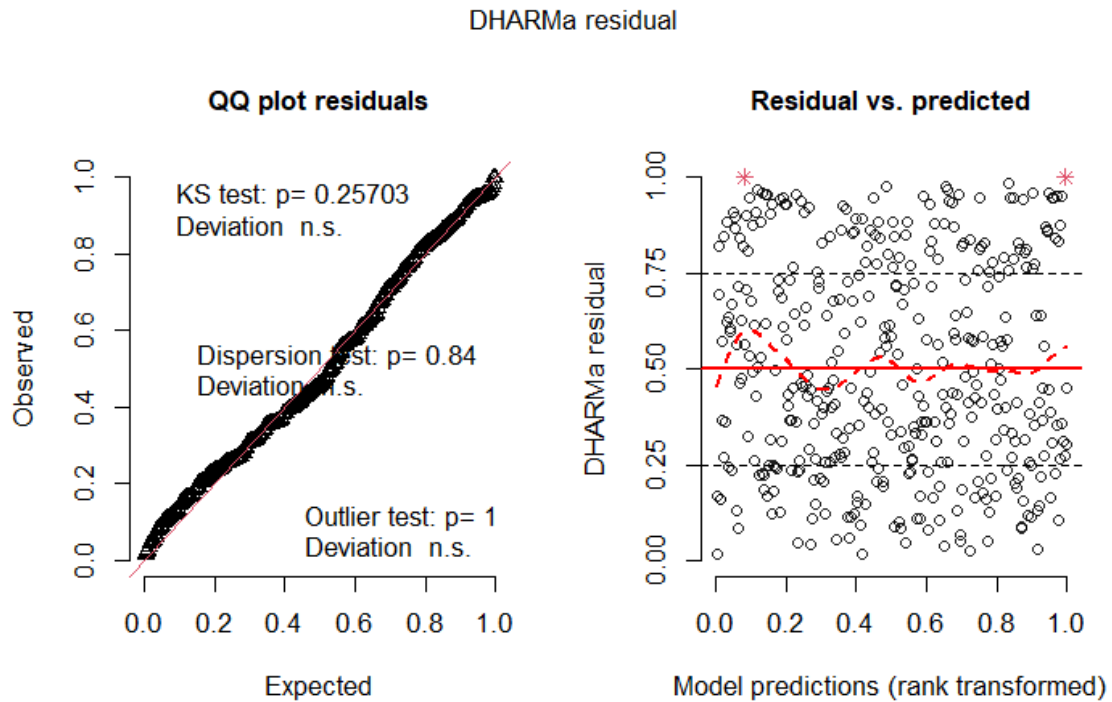 DHARMa residual
QQ plot residuals
KS test: p= 0.25703
Deviation  n.s.
Dispersion test: p= 0.84
Deviation  n.s.
Outlier test: p= 1
Deviation  n.s.
Observed
0.0 0.2 0.4 0.6 0.8 1.0
0.0 0.2 0.4 0.6 0.8 1.0
Expected
Residual vs. predicted
DHARMa residual
0.00 0.25 0.50 0.75 1.00
0.0 0.2 0.4 0.6 0.8 1.0
Model predictions (rank transformed)